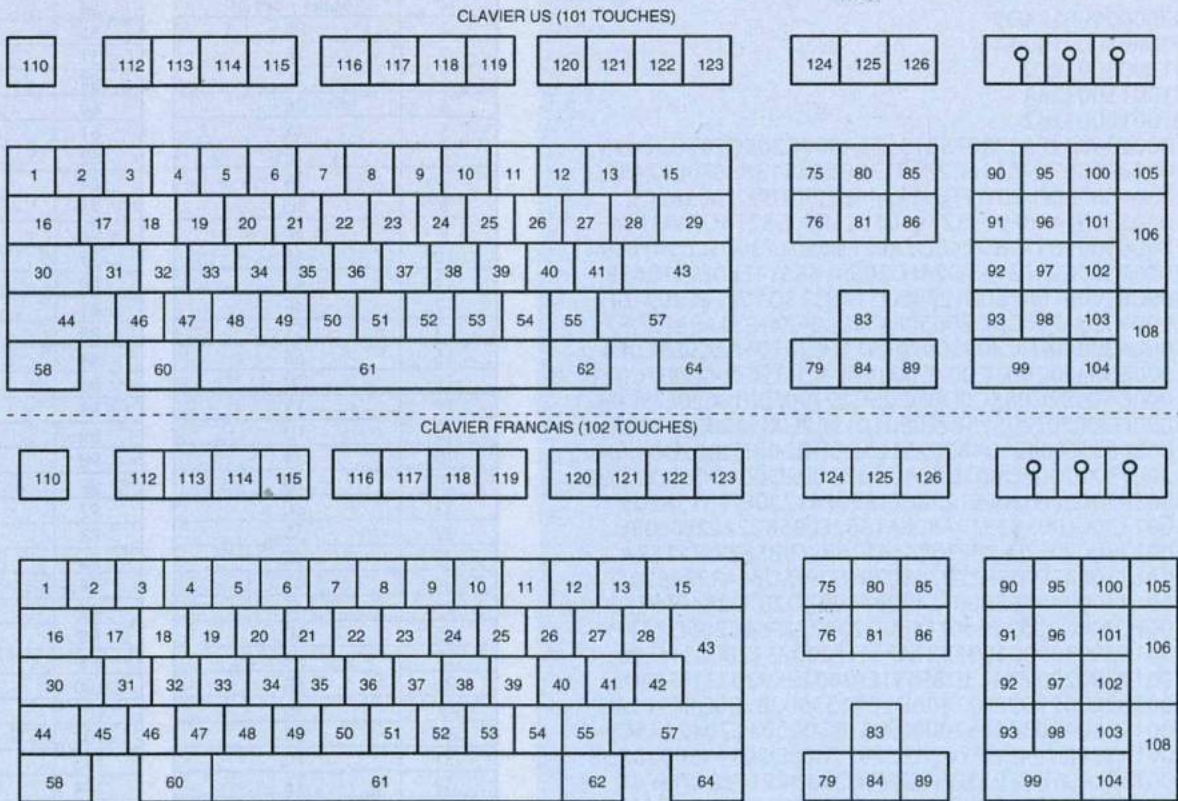 CLAVIER US (101 TOUCHES)
110 112 113 114 115 116 117 118 119 120 121 122 123 124 125 126
1 2 3 4 5 6 7 8 9 10 11 12 13 15 75 80 85 90 95 100 105
16 17 18 19 20 21 22 23 24 25 26 27 28 29 76 81 86 91 96 101 106
30 31 32 33 34 35 36 37 38 39 40 41 43 92 97 102
44 46 47 48 49 50 51 52 53 54 55 57 83 93 98 103 108
58 60 61 62 64 79 84 89 99 104
CLAVIER FRANCAIS (102 TOUCHES)
110 112 113 114 115 116 117 118 119 120 121 122 123 124 125 126
1 2 3 4 5 6 7 8 9 10 11 12 13 15 75 80 85 90 95 100 105
16 17 18 19 20 21 22 23 24 25 26 27 28 43 76 81 86 91 96 101 106
30 31 32 33 34 35 36 37 38 39 40 41 42 92 97 102
44 45 46 47 48 49 50 51 52 53 54 55 57 83 93 98 103 108
58 60 61 62 64 79 84 89 99 104